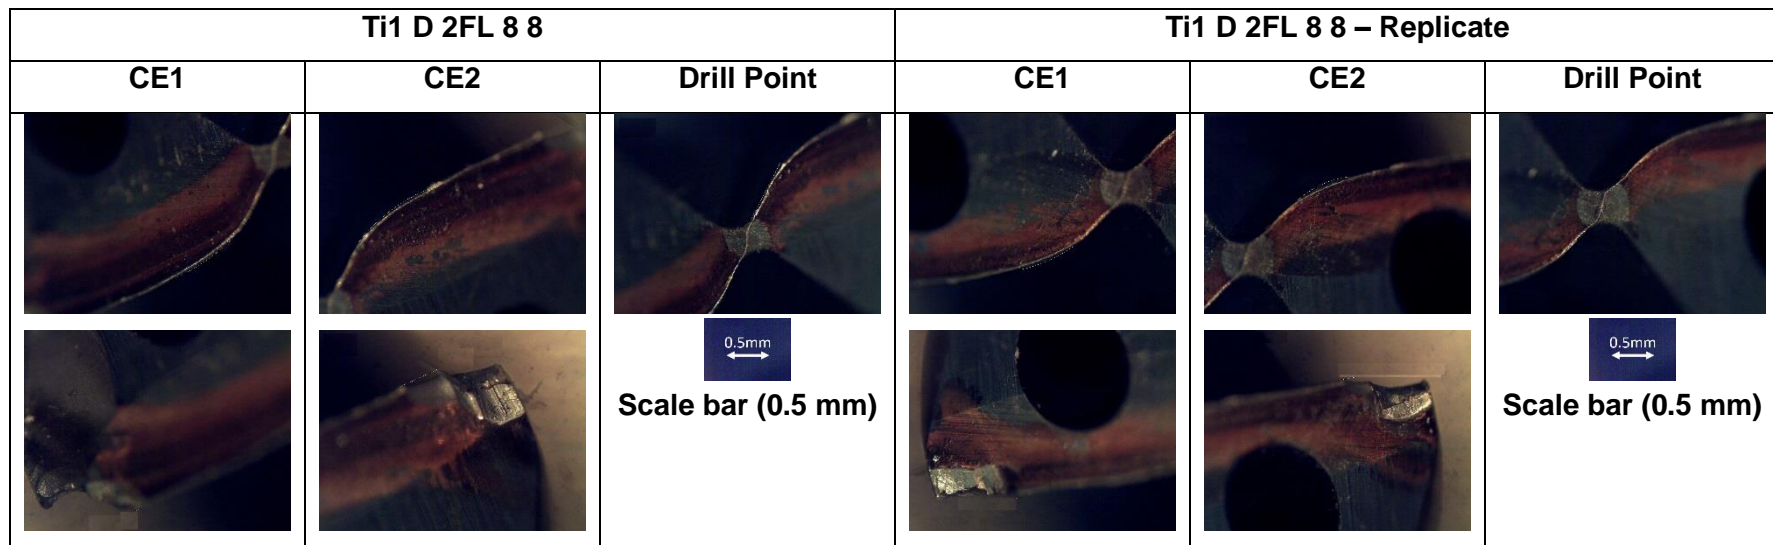 Ti1 D 2FL 8 8
Ti1 D 2FL 8 8 – Replicate
CE1
CE2
Drill Point
CE1
CE2
Drill Point
0.5mm
Scale bar (0.5 mm)
0.5mm
Scale bar (0.5 mm)